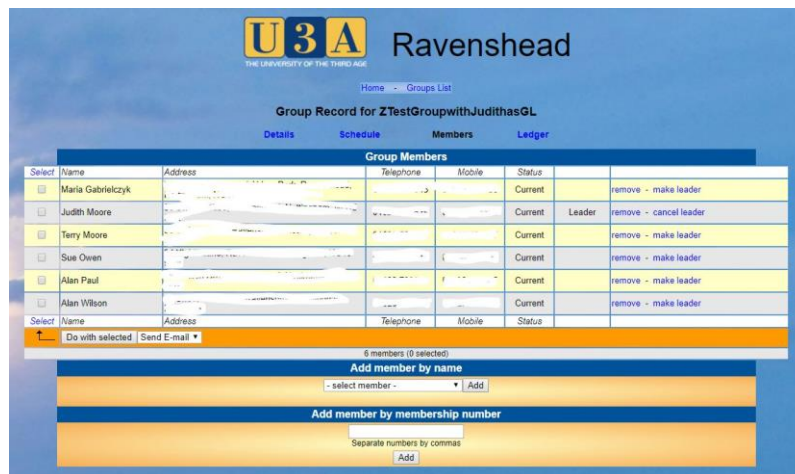 U3A Ravenshead
THE UNIVERSITY OF THE THIRD AGE
Home - Groups List
Group Record for ZTestGroupwithJudithasGL
Details Schedule Members Ledger
Group Members
Select Name Address Telephone Mobile Status
Maria Gabrielczyk Current remove - make leader
Judith Moore Current Leader remove - cancel leader
Terry Moore Current remove - make leader
Sue Owen Current remove - make leader
Alan Paul Current remove - make leader
Alan Wilson Current remove - make leader
Select Name Address Telephone Mobile Status
Do with selected Send E-mail
6 members (0 selected)
Add member by name
- select member - Add
Add member by membership number
Separate numbers by commas
Add